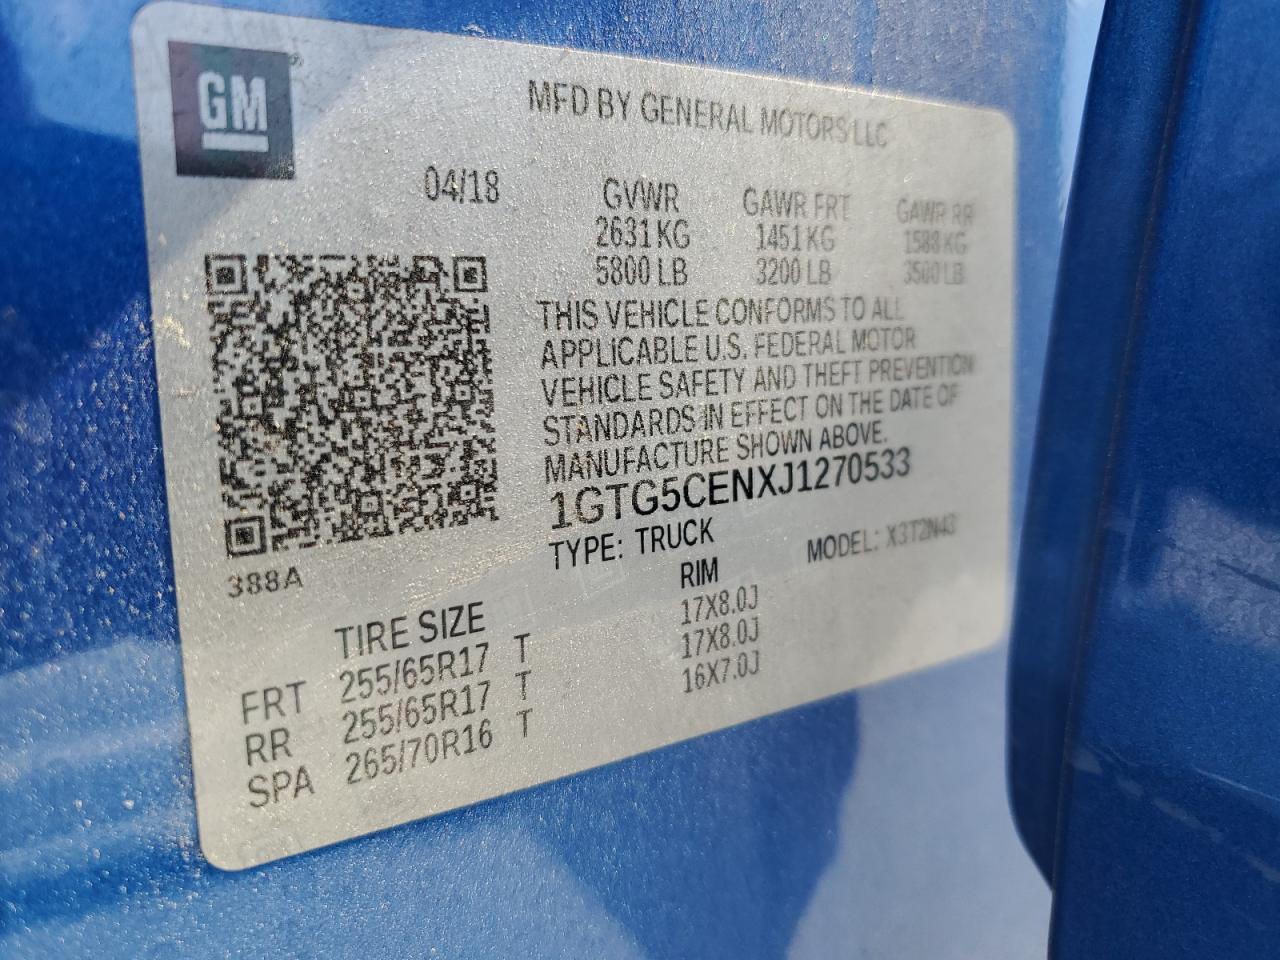 GM
MFD BY GENERAL MOTORS LLC
04/18 GVWR GAWR FRT GAWR RR
2631 KG 1451 KG 1588 KG
5800 LB 3200 LB 3500 LB
THIS VEHICLE CONFORMS TO ALL
APPLICABLE U.S. FEDERAL MOTOR
VEHICLE SAFETY AND THEFT PREVENTION
STANDARDS IN EFFECT ON THE DATE OF
MANUFACTURE SHOWN ABOVE.
1GTG5CENXJ1270533
TYPE: TRUCK MODEL: X3T2N43
388A
TIRE SIZE RIM
FRT 255/65R17 T 17X8.0J
RR 255/65R17 T 17X8.0J
SPA 265/70R16 T 16X7.0J